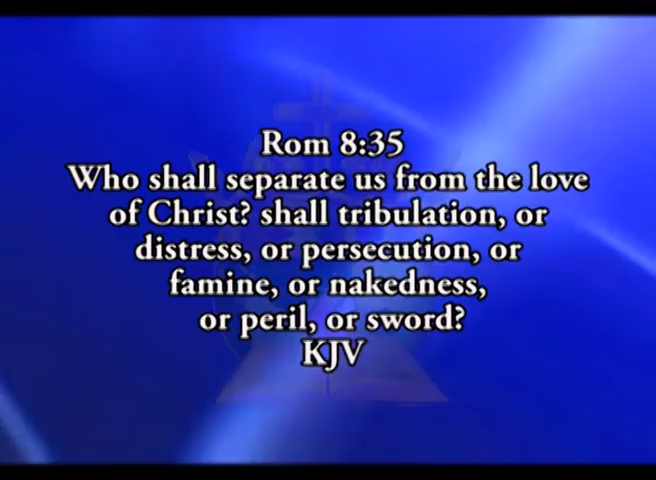 Rom 8:35
Who shall separate us from the love
of Christ? shall tribulation, or
distress, or persecution, or
famine, or nakedness,
or peril, or sword?
KJV